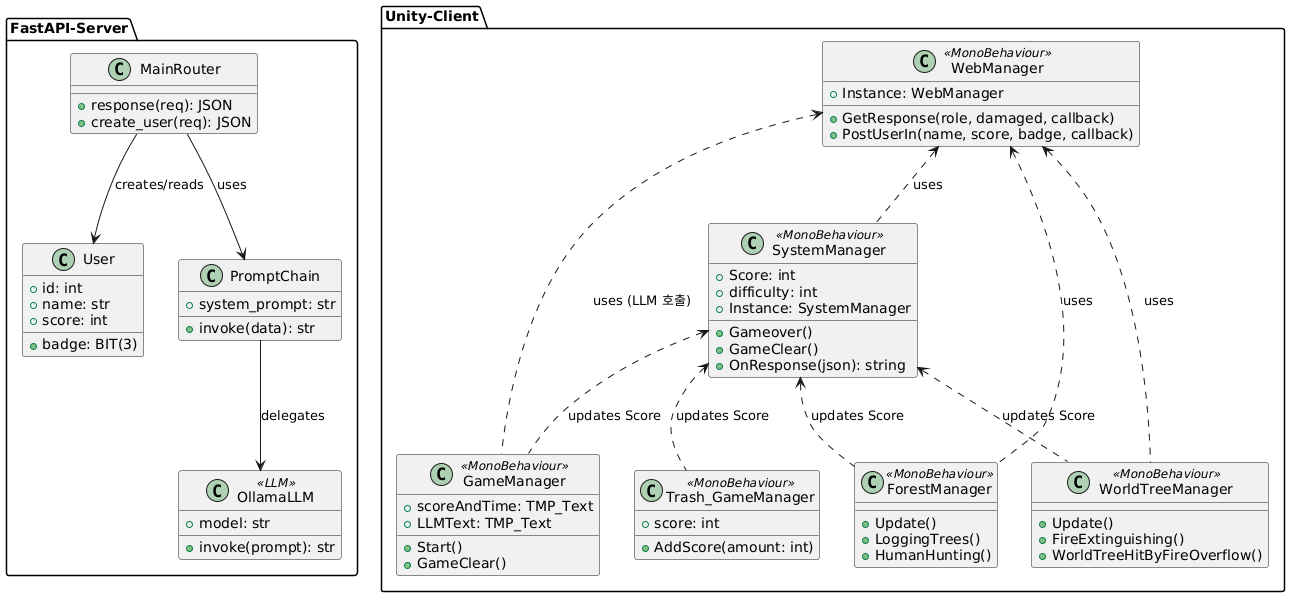 FastAPI-Server
C MainRouter
response(req): JSON
create_user(req): JSON
creates/reads
uses
C User
id: int
name: str
score: int
badge: BIT(3)
C PromptChain
system_prompt: str
invoke(data): str
delegates
C «LLM»
OllamaLLM
model: str
invoke(prompt): str
Unity-Client
C «MonoBehaviour»
WebManager
Instance: WebManager
GetResponse(role, damaged, callback)
PostUserIn(name, score, badge, callback)
uses
C «MonoBehaviour»
SystemManager
Score: int
difficulty: int
Instance: SystemManager
Gameover()
GameClear()
OnResponse(json): string
uses (LLM 호출)
uses
uses
updates Score
updates Score
updates Score
updates Score
C «MonoBehaviour»
GameManager
scoreAndTime: TMP_Text
LLMText: TMP_Text
Start()
GameClear()
C «MonoBehaviour»
Trash_GameManager
score: int
AddScore(amount: int)
C «MonoBehaviour»
ForestManager
Update()
LoggingTrees()
HumanHunting()
C «MonoBehaviour»
WorldTreeManager
Update()
FireExtinguishing()
WorldTreeHitByFireOverflow()